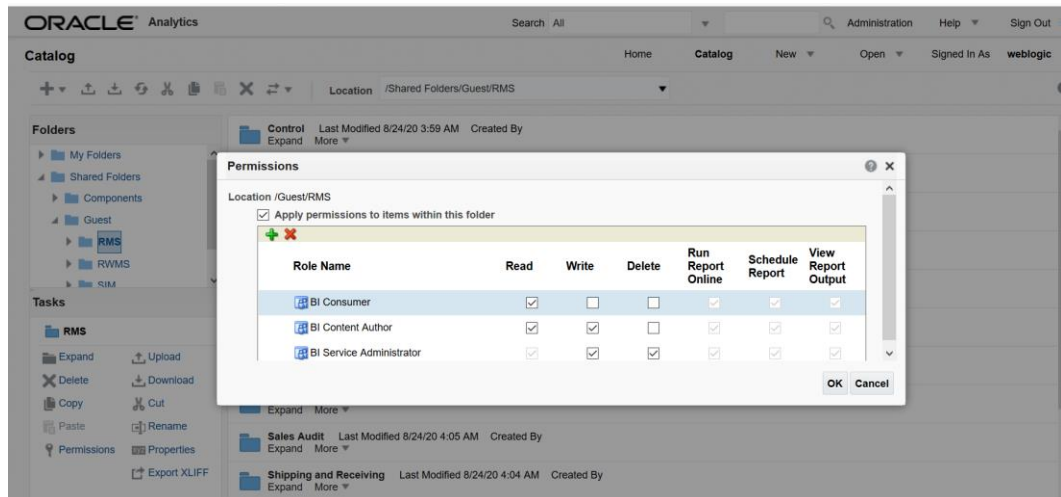 ORACLE Analytics
Search All
Administration Help Sign Out
Catalog
Home Catalog New Open Signed In As weblogic
Location /Shared Folders/Guest/RMS
Folders
My Folders
Shared Folders
Components
Guest
RMS
RWMS
SIM
Tasks
RMS
Expand Upload
Delete Download
Copy Cut
Paste Rename
Permissions Properties
Export XLIFF
Control Last Modified 8/24/20 3:59 AM Created By
Expand More
Permissions
Location /Guest/RMS
Apply permissions to items within this folder
Role Name Read Write Delete Run Report Online Schedule Report View Report Output
BI Consumer
BI Content Author
BI Service Administrator
OK Cancel
Expand More
Sales Audit Last Modified 8/24/20 4:05 AM Created By
Expand More
Shipping and Receiving Last Modified 8/24/20 4:04 AM Created By
Expand More